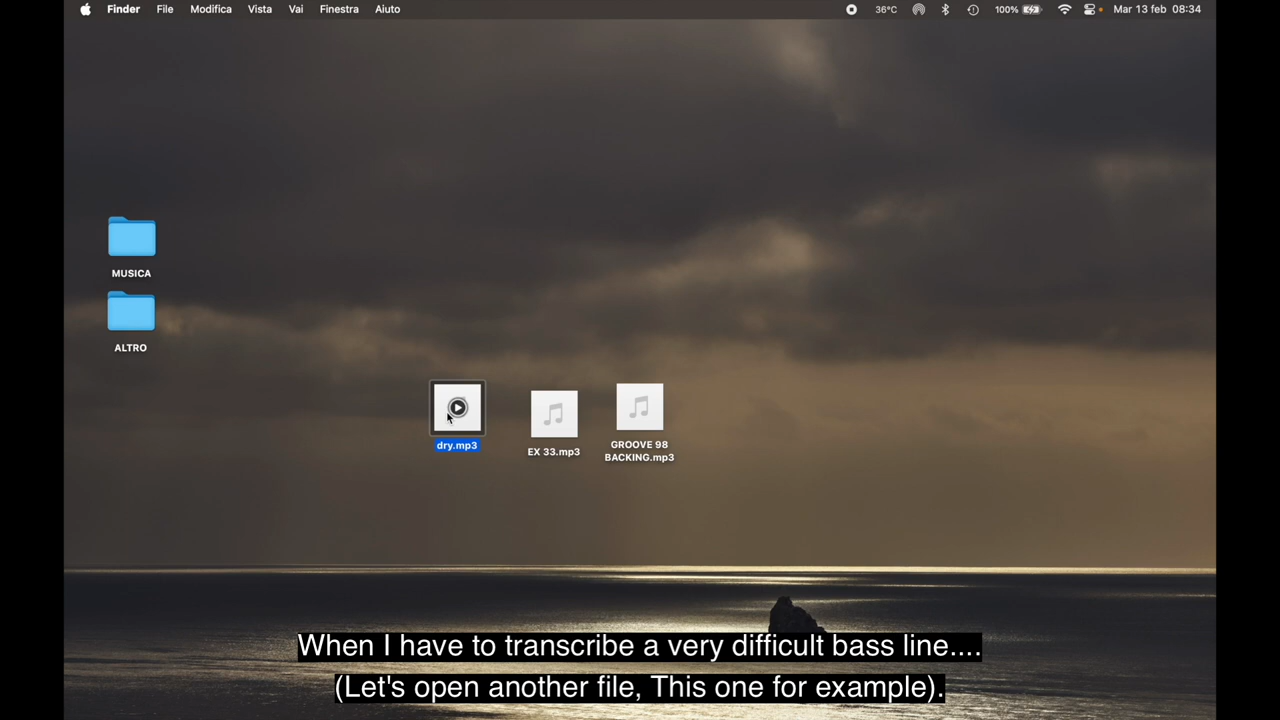 Finder File Modifica Vista Vai Finestra Aiuto 36°C 100% Mar 13 feb 08:34
MUSICA
ALTRO
dry.mp3
EX 33.mp3
GROOVE 98
BACKING.mp3
When I have to transcribe a very difficult bass line....
(Let's open another file, This one for example).